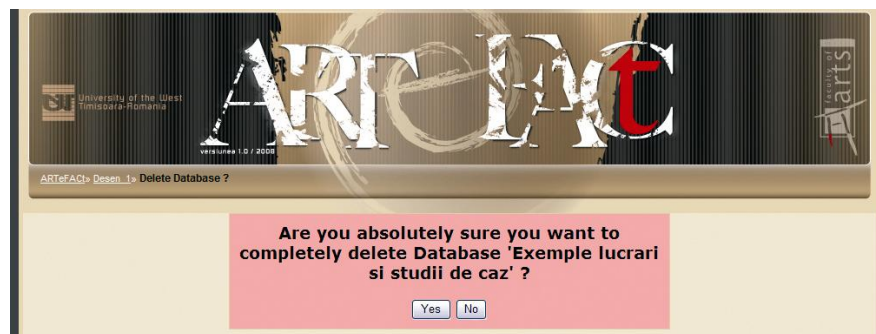 ARTeFACt
University of the West
Timisoara-Romania
versiunea 1.0 / 2008
faculty of
arts
ARTeFACt» Desen_1» Delete Database ?
Are you absolutely sure you want to
completely delete Database 'Exemple lucrari
si studii de caz' ?
Yes No